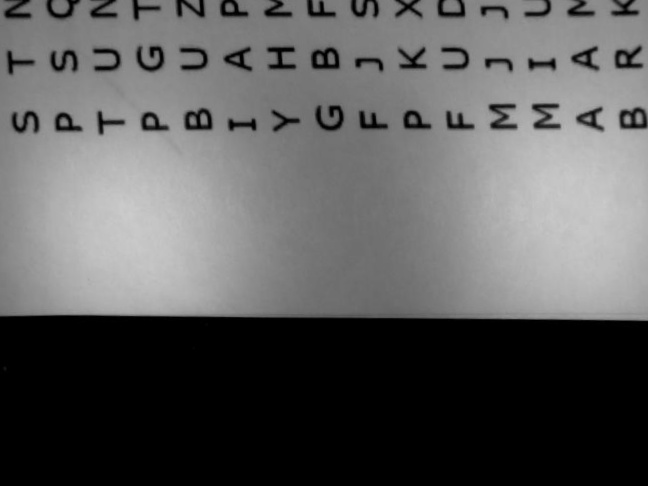 N Q N T Z P M F S X D J U M K
T S U G U A H B J K U J I A R
S P T P B I Y G F P F M M A B